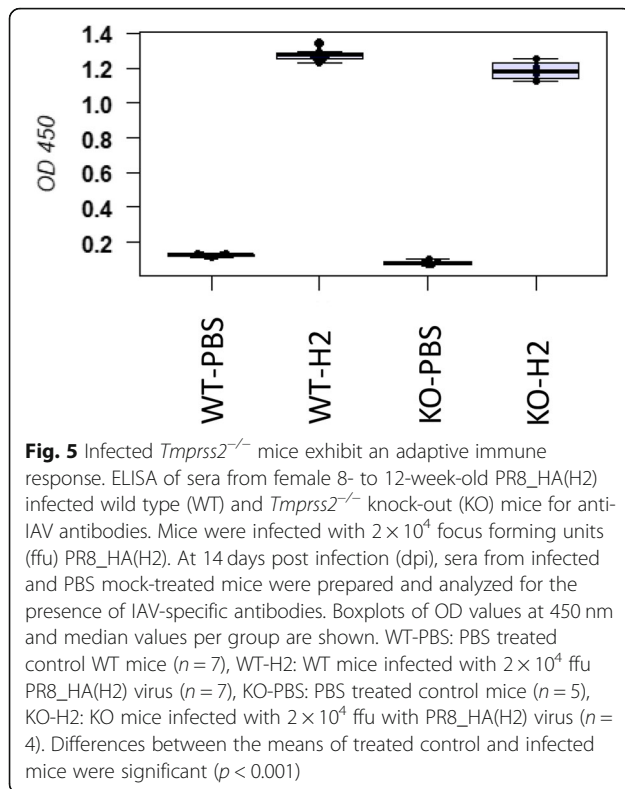 1.4
1.2
1.0
0.8
0.6
0.4
0.2
OD 450
WT-PBS
WT-H2
KO-PBS
KO-H2
Fig. 5 Infected Tmprss2−/− mice exhibit an adaptive immune
response. ELISA of sera from female 8- to 12-week-old PR8_HA(H2)
infected wild type (WT) and Tmprss2−/− knock-out (KO) mice for anti-
IAV antibodies. Mice were infected with 2 × 10⁴ focus forming units
(ffu) PR8_HA(H2). At 14 days post infection (dpi), sera from infected
and PBS mock-treated mice were prepared and analyzed for the
presence of IAV-specific antibodies. Boxplots of OD values at 450 nm
and median values per group are shown. WT-PBS: PBS treated
control WT mice (n = 7), WT-H2: WT mice infected with 2 × 10⁴ ffu
PR8_HA(H2) virus (n = 7), KO-PBS: PBS treated control mice (n = 5),
KO-H2: KO mice infected with 2 × 10⁴ ffu with PR8_HA(H2) virus (n =
4). Differences between the means of treated control and infected
mice were significant (p < 0.001)